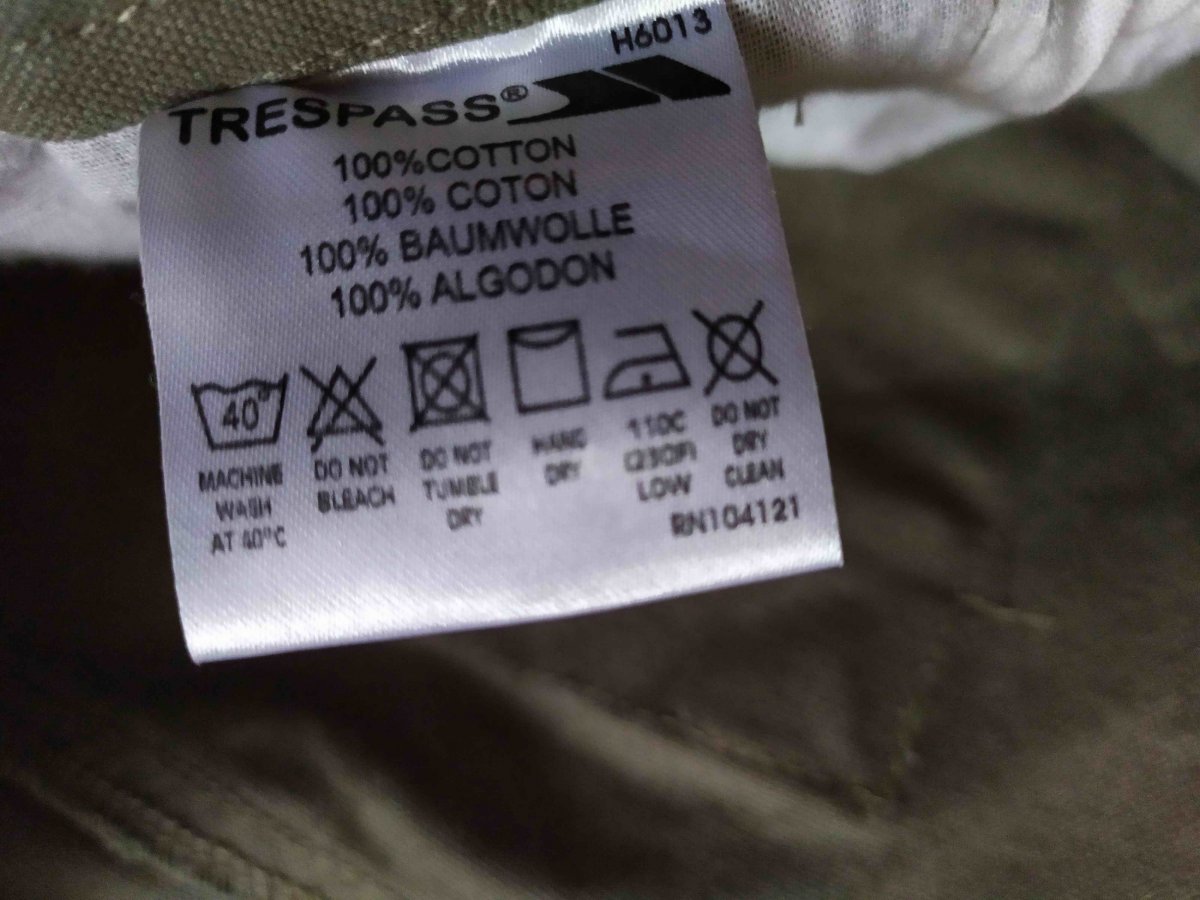 H6013
TRESPASS®
100%COTTON
100% COTON
100% BAUMWOLLE
100% ALGODON
40°
MACHINE
WASH
AT 40°C
DO NOT
BLEACH
DO NOT
TUMBLE
DRY
HANG
DRY
110C
(230F)
LOW
DO NOT
DRY
CLEAN
RN104121